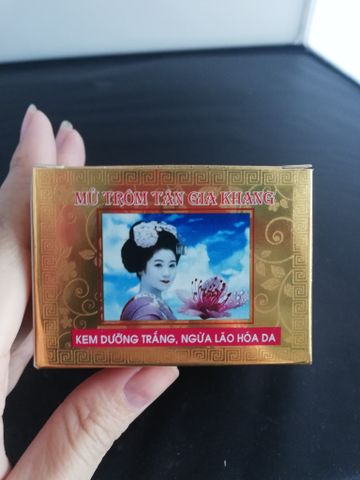 MỦ TRÔM TÂN GIA KHANG
KEM DƯỠNG TRẮNG, NGỪA LÃO HÓA DA